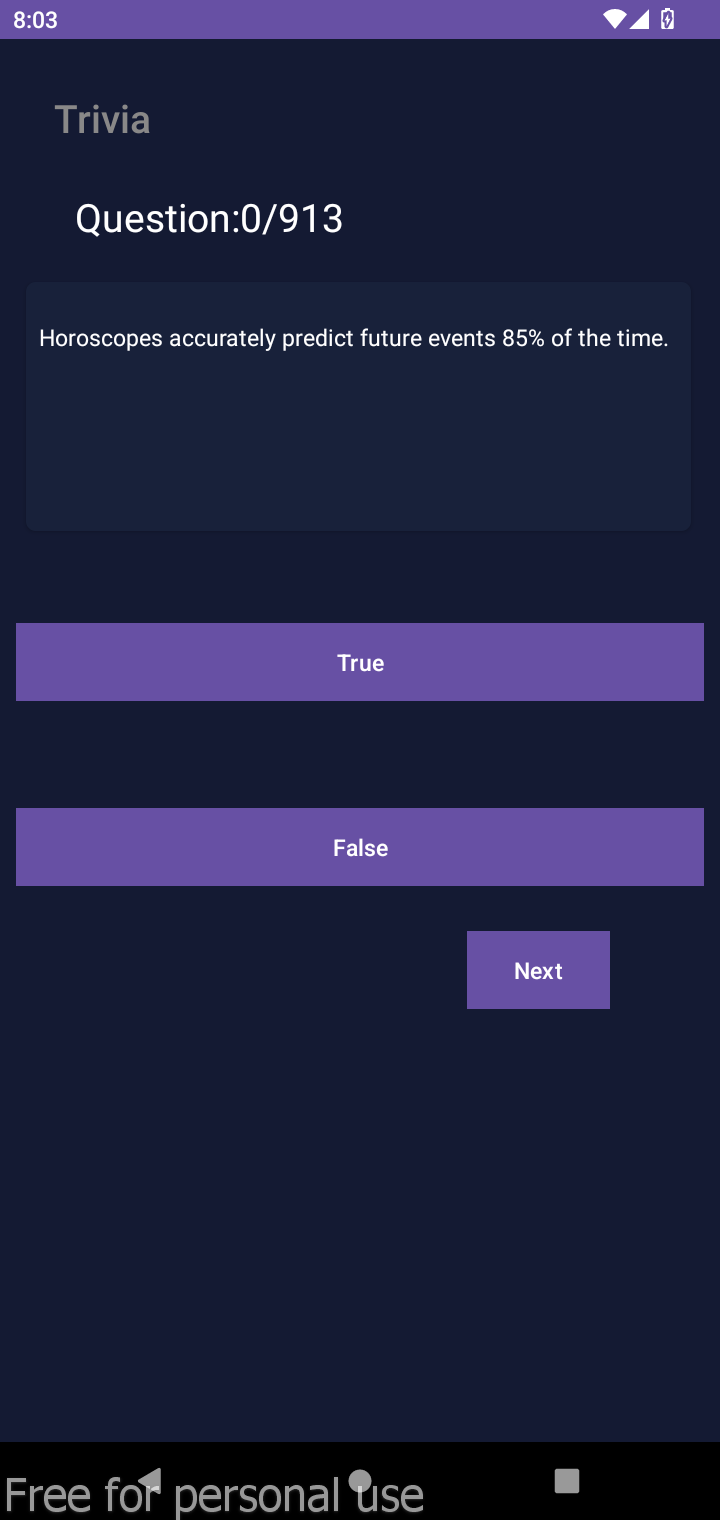 8:03
Trivia
Question:0/913
Horoscopes accurately predict future events 85% of the time.
True
False
Next
Free for personal use